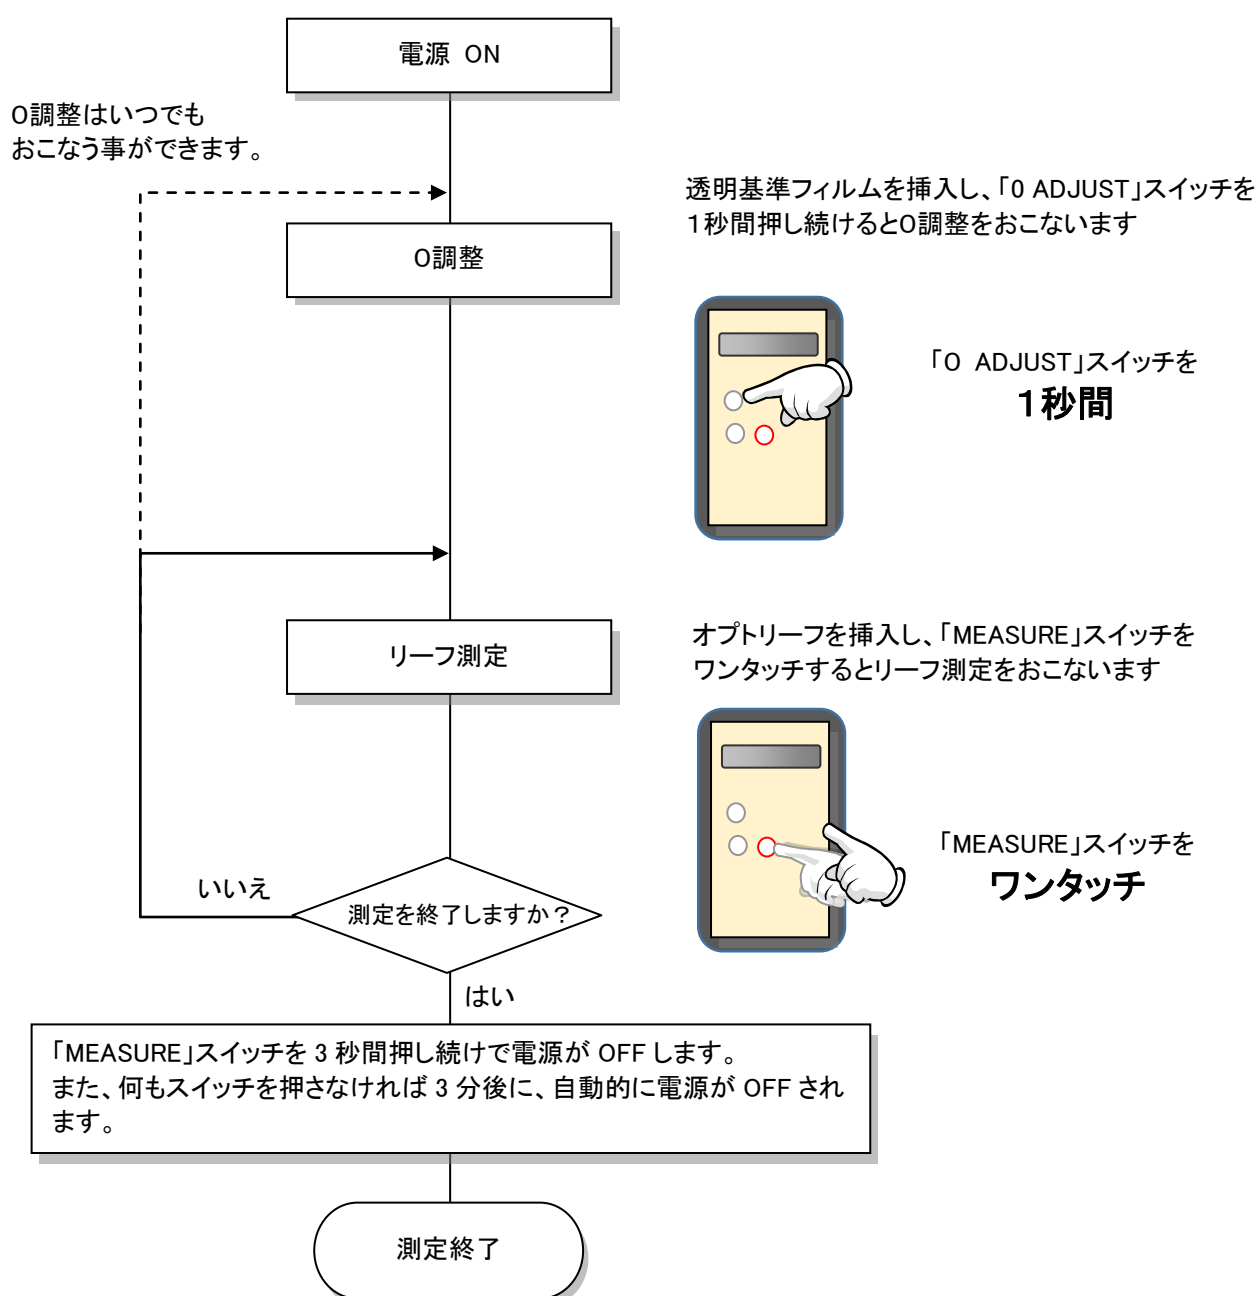 電源 ON
0調整はいつでも
おこなう事ができます。
透明基準フィルムを挿入し、「0 ADJUST」スイッチを
1秒間押し続けると0調整をおこないます
0調整
「0 ADJUST」スイッチを
1秒間
リーフ測定
オプトリーフを挿入し、「MEASURE」スイッチを
ワンタッチするとリーフ測定をおこないます
「MEASURE」スイッチを
ワンタッチ
いいえ
測定を終了しますか？
はい
「MEASURE」スイッチを 3 秒間押し続けで電源が OFF します。
また、何もスイッチを押さなければ 3 分後に、自動的に電源が OFF され
ます。
測定終了